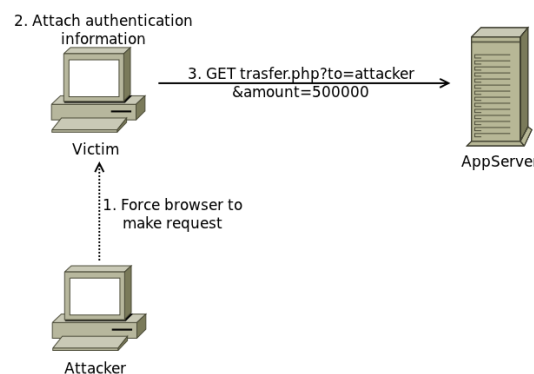 2. Attach authentication
information
3. GET trasfer.php?to=attacker
&amount=500000
Victim
AppServer
1. Force browser to
make request
Attacker